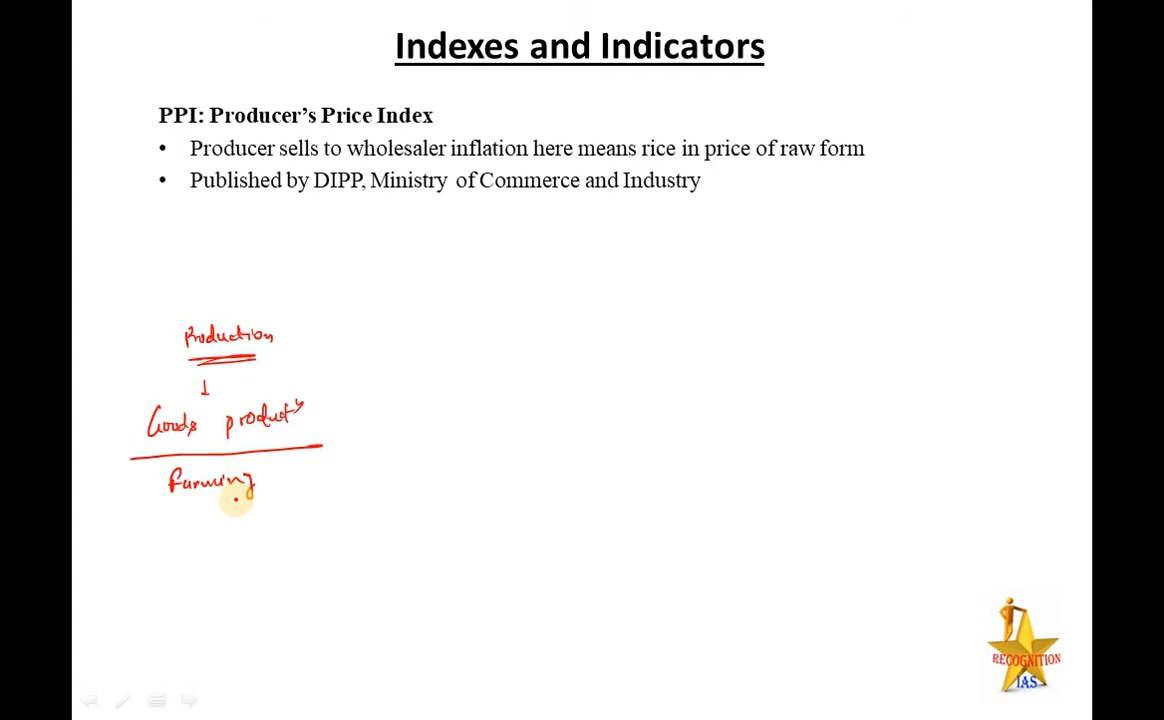 Indexes and Indicators
PPI: Producer’s Price Index
• Producer sells to wholesaler inflation here means rice in price of raw form
• Published by DIPP, Ministry of Commerce and Industry
Production
Goods products
farming
RECOGNITION
IAS